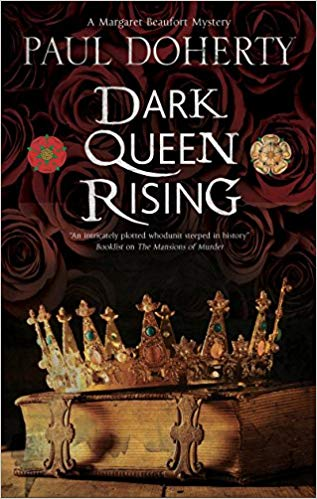 A Margaret Beaufort Mystery
PAUL DOHERTY
DARK
QUEEN
RISING
"An intricately plotted whodunit steeped in history"
Booklist on The Mansions of Murder